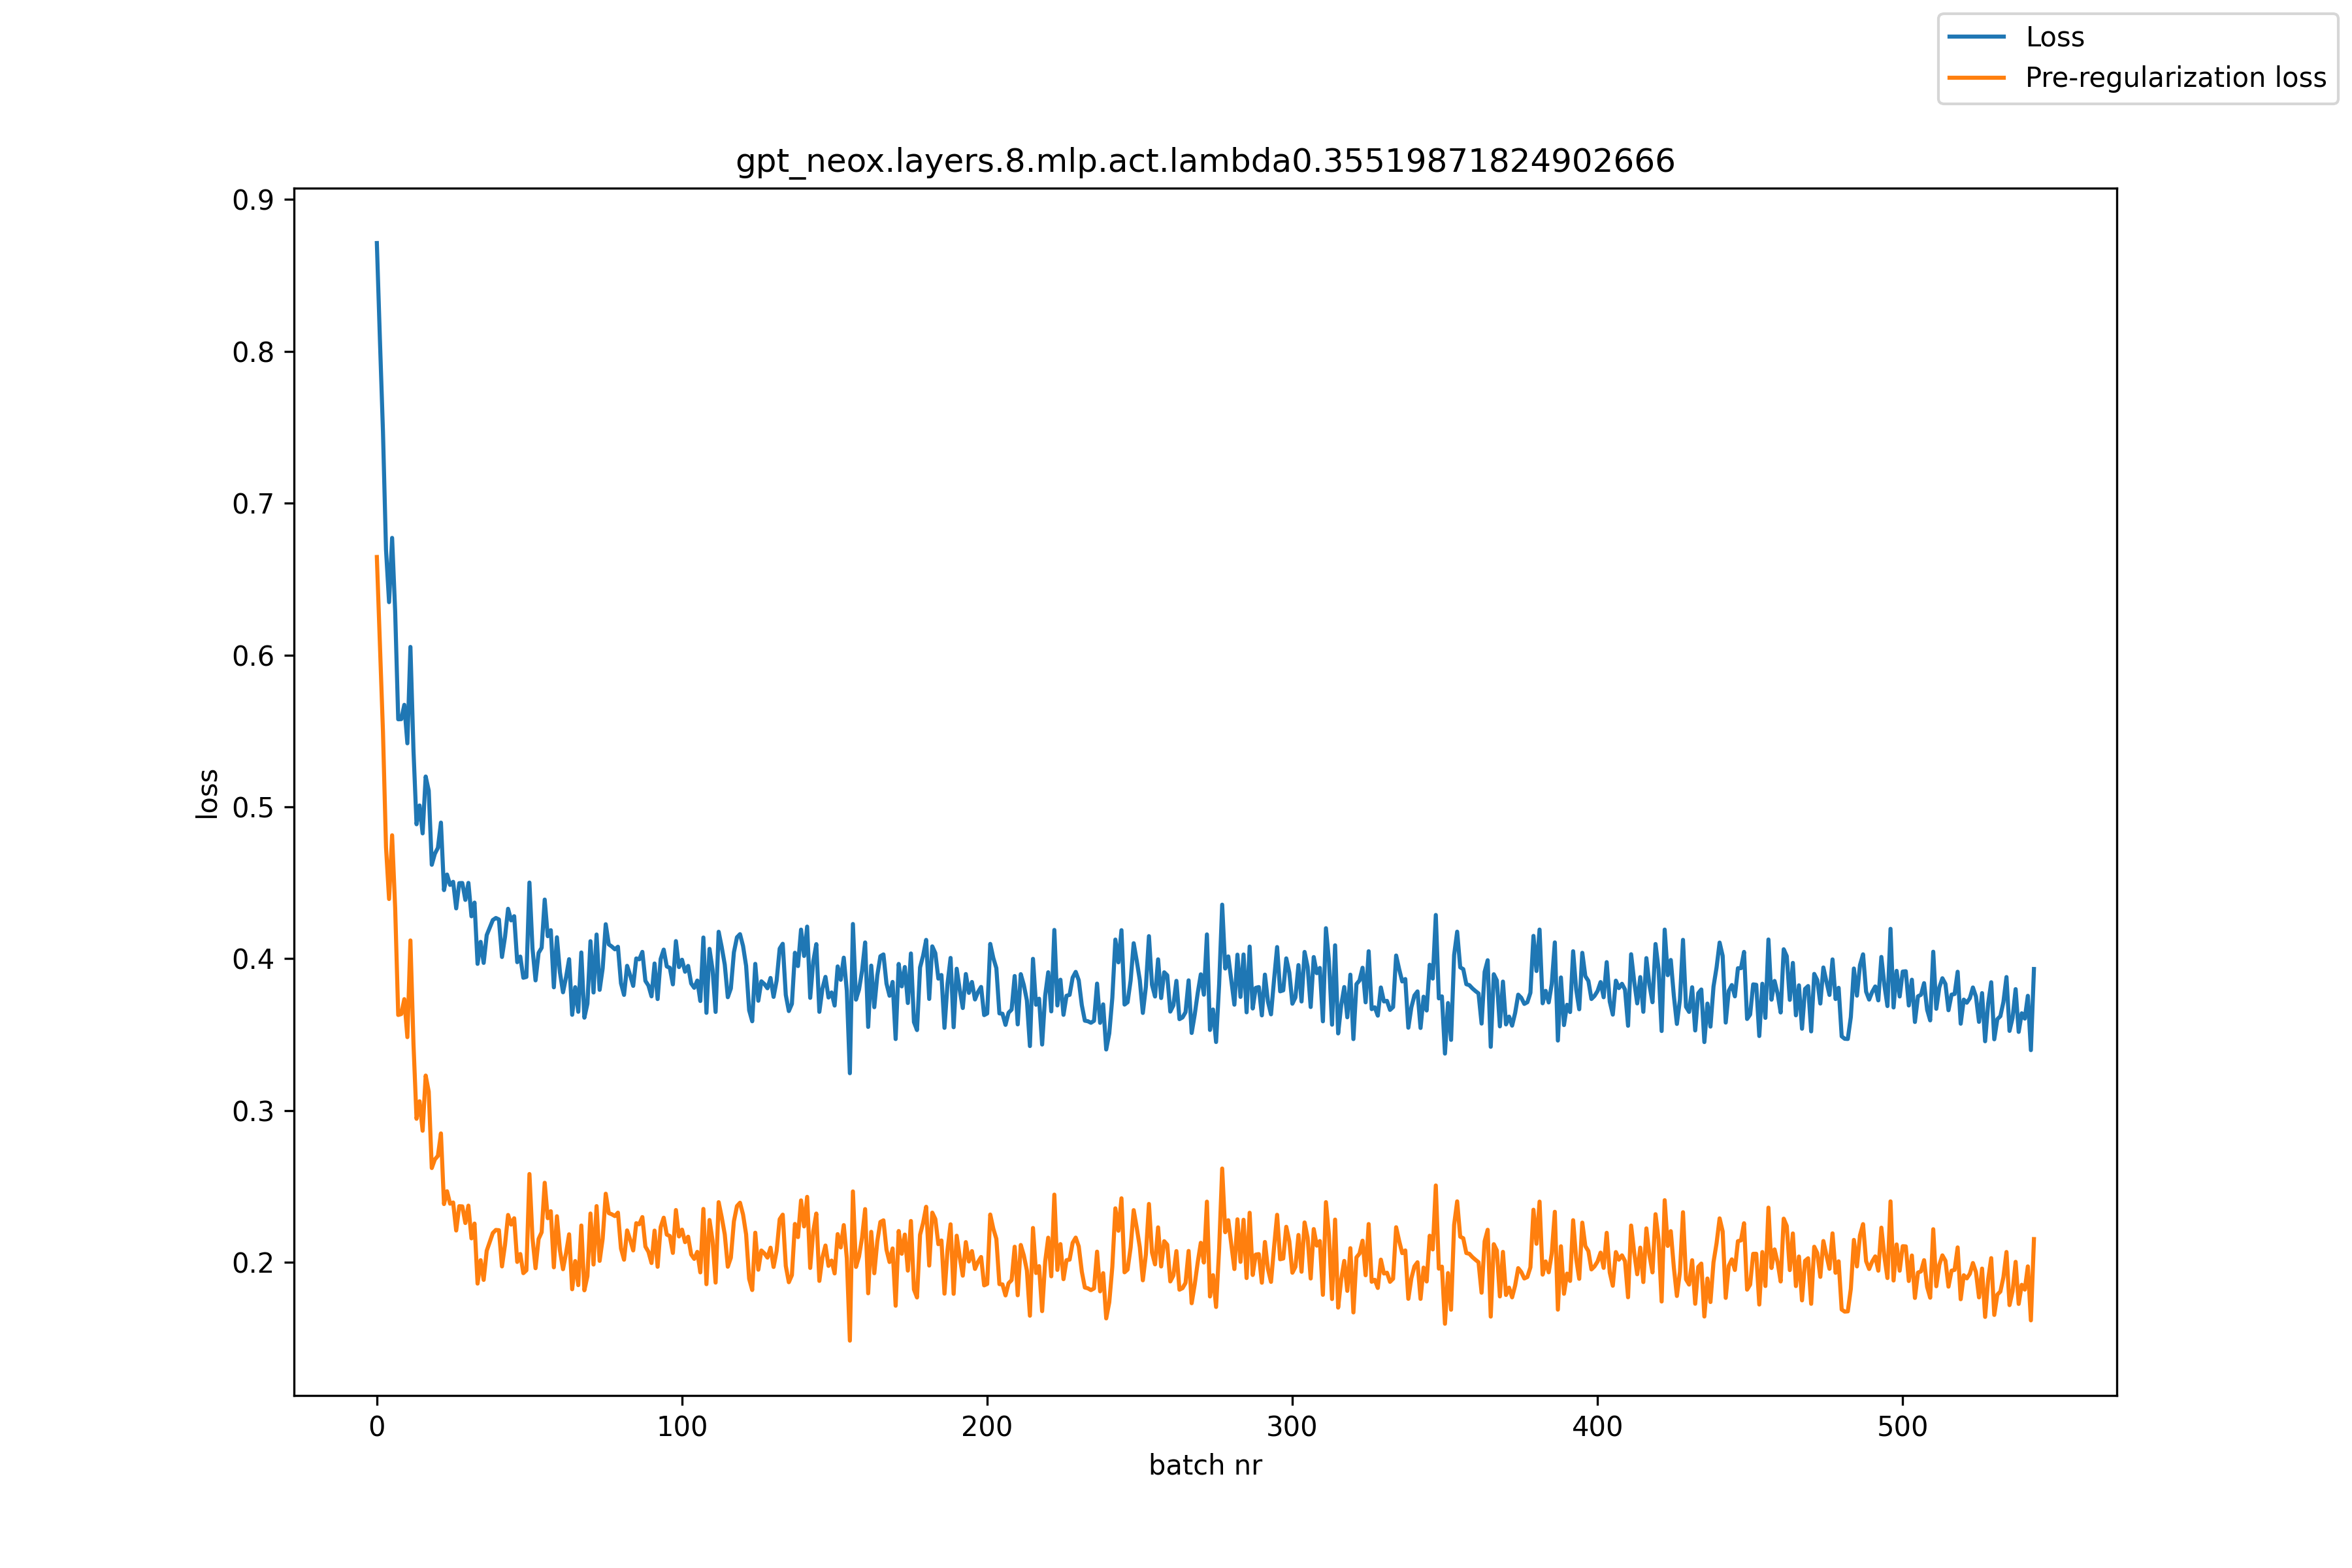 Loss
Pre-regularization loss
gpt_neox.layers.8.mlp.act.lambda0.35519871824902666
0.9
0.8
0.7
0.6
0.5
0.4
0.3
0.2
loss
0 100 200 300 400 500
batch nr